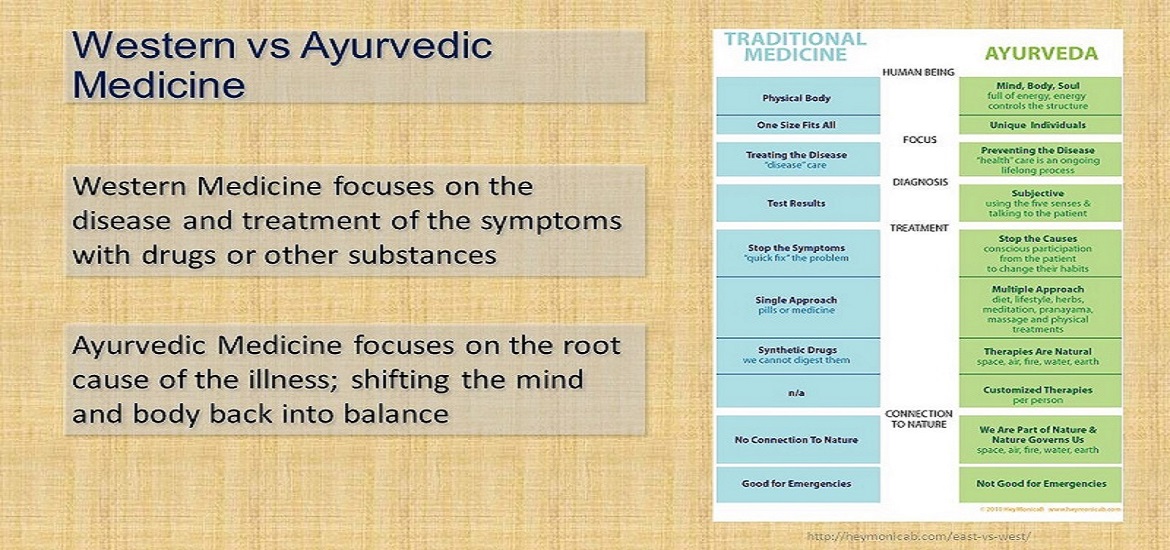 Western vs Ayurvedic
Medicine
Western Medicine focuses on the
disease and treatment of the symptoms
with drugs or other substances
Ayurvedic Medicine focuses on the root
cause of the illness; shifting the mind
and body back into balance
TRADITIONAL
MEDICINE
AYURVEDA
HUMAN BEING
Physical Body
Mind, Body, Soul
full of energy, energy
controls the structure
One Size Fits All
Unique Individuals
FOCUS
Treating the Disease
"disease" care
Preventing the Disease
"health" care is an ongoing
lifelong process
DIAGNOSIS
Test Results
Subjective
using the five senses &
talking to the patient
TREATMENT
Stop the Symptoms
"quick fix" the problem
Stop the Causes
conscious participation
from the patient
to change their habits
Single Approach
pills or medicine
Multiple Approach
diet, lifestyle, herbs,
meditation, pranayama,
massage and physical
treatments
Synthetic Drugs
we cannot digest them
Therapies Are Natural
space, air, fire, water, earth
n/a
Customized Therapies
per person
CONNECTION
TO NATURE
No Connection To Nature
We Are Part of Nature &
Nature Governs Us
space, air, fire, water, earth
Good for Emergencies
Not Good for Emergencies
HeyMonicaB www.heymonicab.com
http://heymonicab.com/east-vs-west/